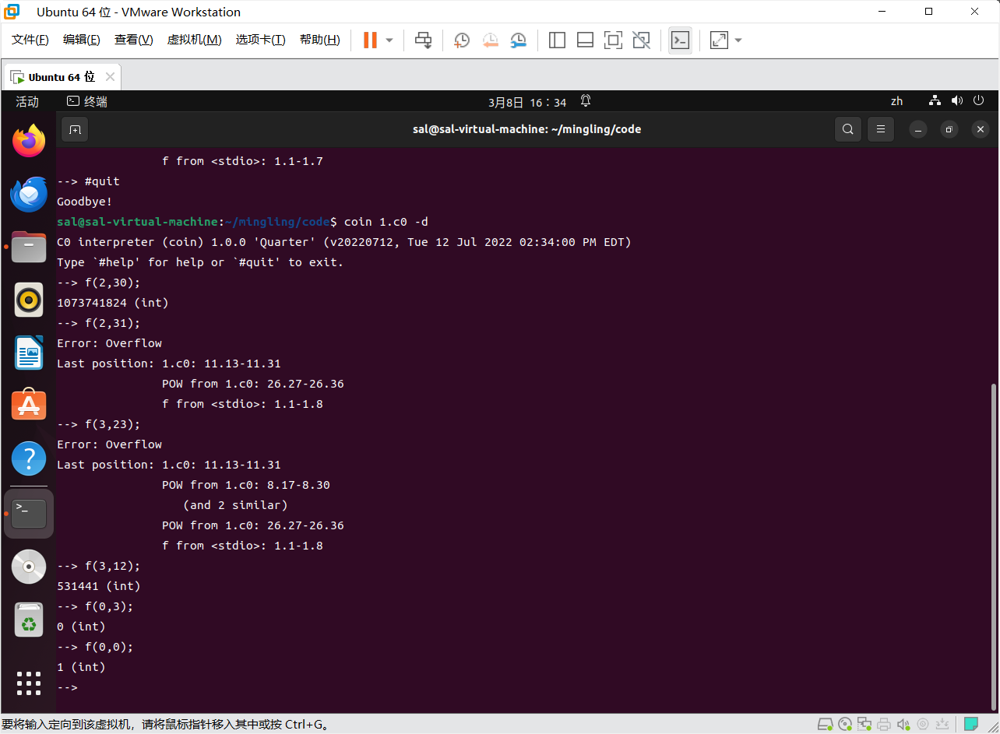 Ubuntu 64 位 - VMware Workstation
文件(F) 编辑(E) 查看(V) 虚拟机(M) 选项卡(T) 帮助(H)
Ubuntu 64 位
活动 终端 3月8日 16：34 zh
sal@sal-virtual-machine: ~/mingling/code
f from <stdio>: 1.1-1.7
--> #quit
Goodbye!
sal@sal-virtual-machine:~/mingling/code$ coin 1.c0 -d
C0 interpreter (coin) 1.0.0 'Quarter' (v20220712, Tue 12 Jul 2022 02:34:00 PM EDT)
Type `#help' for help or `#quit' to exit.
--> f(2,30);
1073741824 (int)
--> f(2,31);
Error: Overflow
Last position: 1.c0: 11.13-11.31
POW from 1.c0: 26.27-26.36
f from <stdio>: 1.1-1.8
--> f(3,23);
Error: Overflow
Last position: 1.c0: 11.13-11.31
POW from 1.c0: 8.17-8.30
(and 2 similar)
POW from 1.c0: 26.27-26.36
f from <stdio>: 1.1-1.8
--> f(3,12);
531441 (int)
--> f(0,3);
0 (int)
--> f(0,0);
1 (int)
-->
要将输入定向到该虚拟机，请将鼠标指针移入其中或按 Ctrl+G。